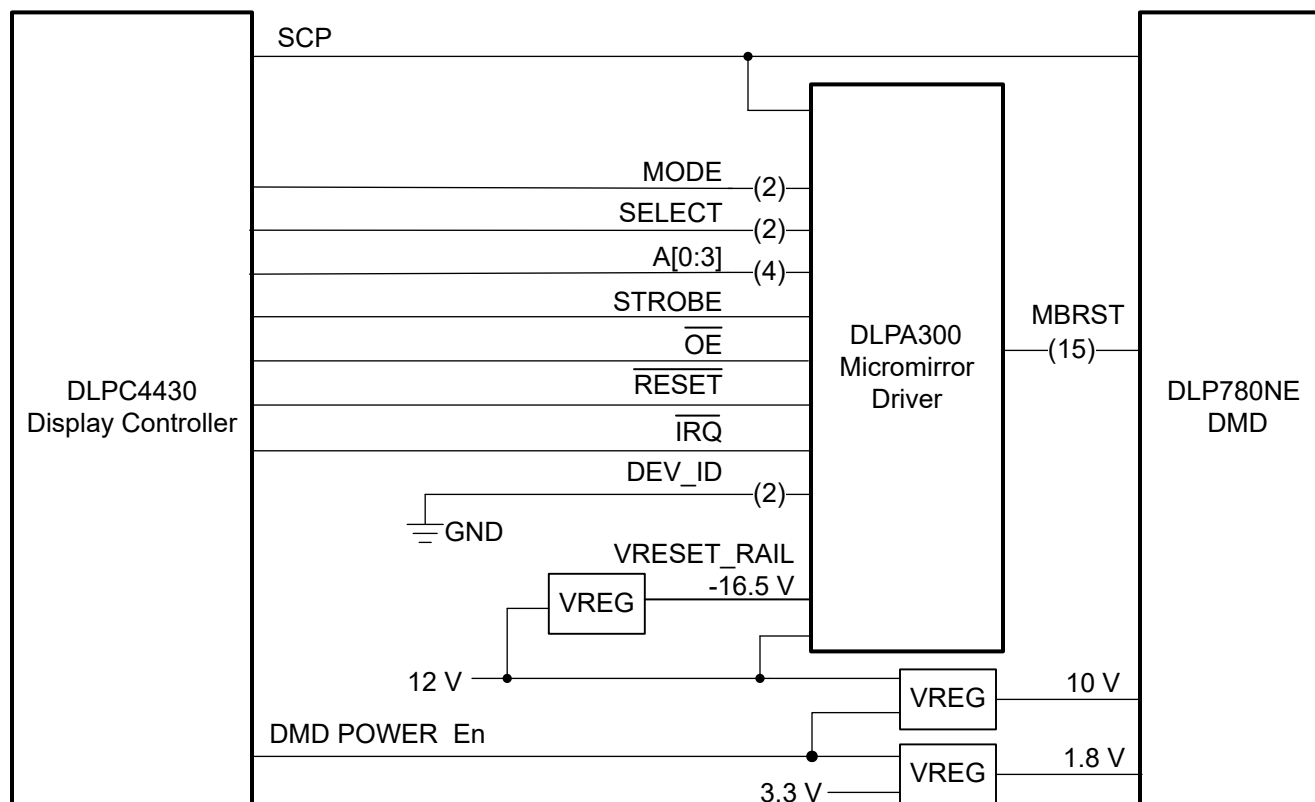 SCP
MODE
(2)
SELECT
(2)
A[0:3]
(4)
STROBE
OE
RESET
IRQ
DEV_ID
(2)
GND
VRESET_RAIL
-16.5 V
VREG
12 V
DMD POWER En
3.3 V
DLPC4430
Display Controller
DLPA300
Micromirror
Driver
MBRST
(15)
DLP780NE
DMD
VREG
10 V
VREG
1.8 V